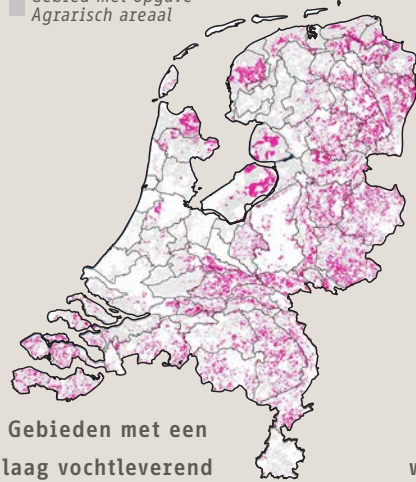 Gebied met opgave
Agrarisch areaal
Gebieden met een
laag vochtleverend
w